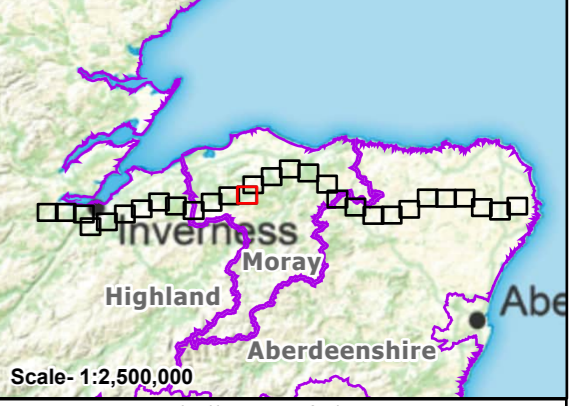 Inverness
Moray
Highland
Abe
Aberdeenshire
Scale- 1:2,500,000